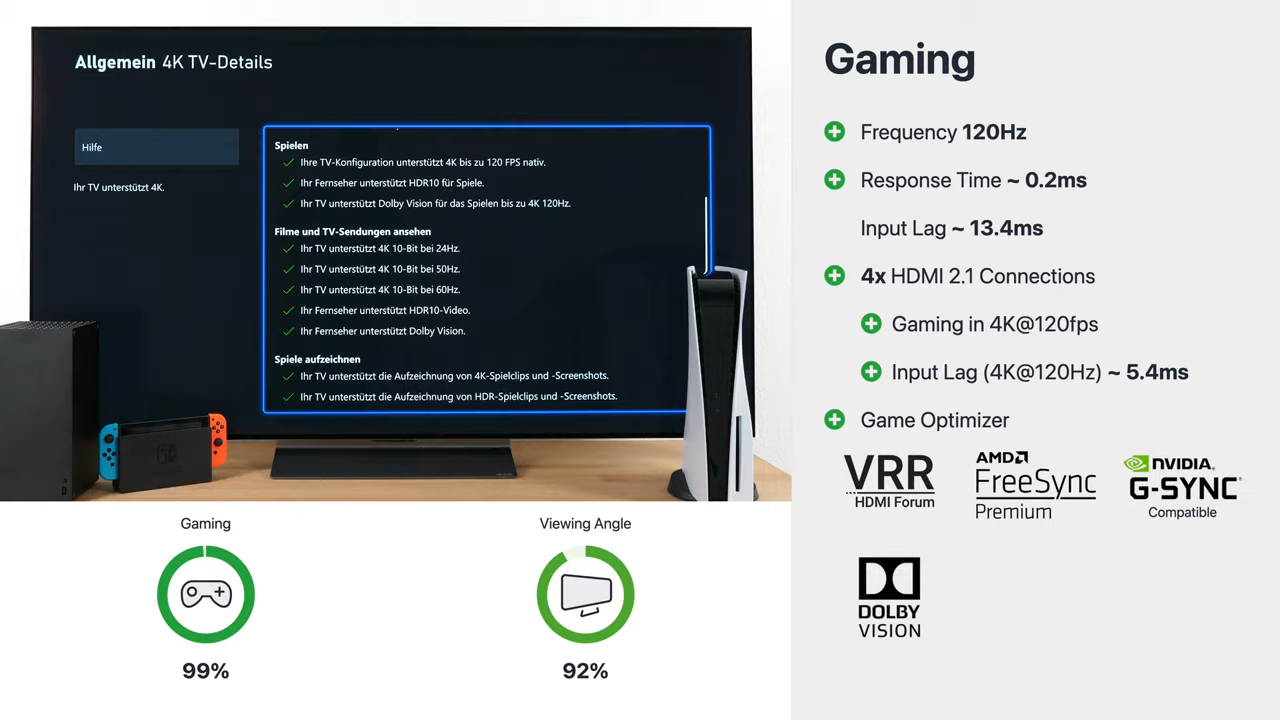 Allgemein 4K TV-Details
Hilfe
Ihr TV unterstützt 4K.
Spielen
Ihre TV-Konfiguration unterstützt 4K bis zu 120 FPS nativ.
Ihr Fernseher unterstützt HDR10 für Spiele.
Ihr TV unterstützt Dolby Vision für das Spielen bis zu 4K 120Hz.
Filme und TV-Sendungen ansehen
Ihr TV unterstützt 4K 10-Bit bei 24Hz.
Ihr TV unterstützt 4K 10-Bit bei 50Hz.
Ihr TV unterstützt 4K 10-Bit bei 60Hz.
Ihr Fernseher unterstützt HDR10-Video.
Ihr Fernseher unterstützt Dolby Vision.
Spiele aufzeichnen
Ihr TV unterstützt die Aufzeichnung von 4K-Spielclips und -Screenshots.
Ihr TV unterstützt die Aufzeichnung von HDR-Spielclips und -Screenshots.
Gaming
99%
Viewing Angle
92%
Gaming
Frequency 120Hz
Response Time ~ 0.2ms
Input Lag ~ 13.4ms
4x HDMI 2.1 Connections
Gaming in 4K@120fps
Input Lag (4K@120Hz) ~ 5.4ms
Game Optimizer
VRR
HDMI Forum
AMD
FreeSync
Premium
NVIDIA.
G-SYNC
Compatible
DOLBY
VISION